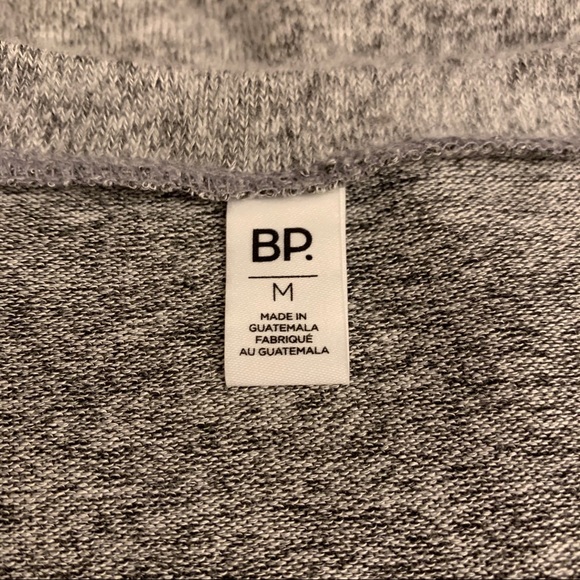 BP.
M
MADE IN
GUATEMALA
FABRIQUÉ
AU GUATEMALA